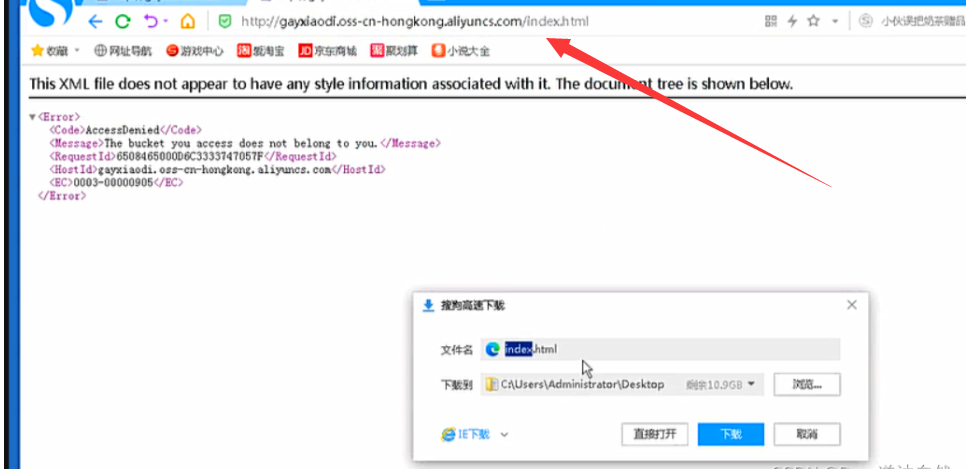 http://gayxiaodi.oss-cn-hongkong.aliyuncs.com/index.html
小伙误把奶茶赠品
收藏 网址导航 游戏中心 爱淘宝 京东商城 聚划算 小说大全
This XML file does not appear to have any style information associated with it. The document tree is shown below.
▼<Error>
<Code>AccessDenied</Code>
<Message>The bucket you access does not belong to you.</Message>
<RequestId>6508465000D6C3333747057F</RequestId>
<HostId>gayxiaodi.oss-cn-hongkong.aliyuncs.com</HostId>
<EC>0003-00000905</EC>
</Error>
搜狗高速下载
文件名 index.html
下载到 C:\Users\Administrator\Desktop 剩余10.9GB 浏览...
IE下载 直接打开 下载 取消